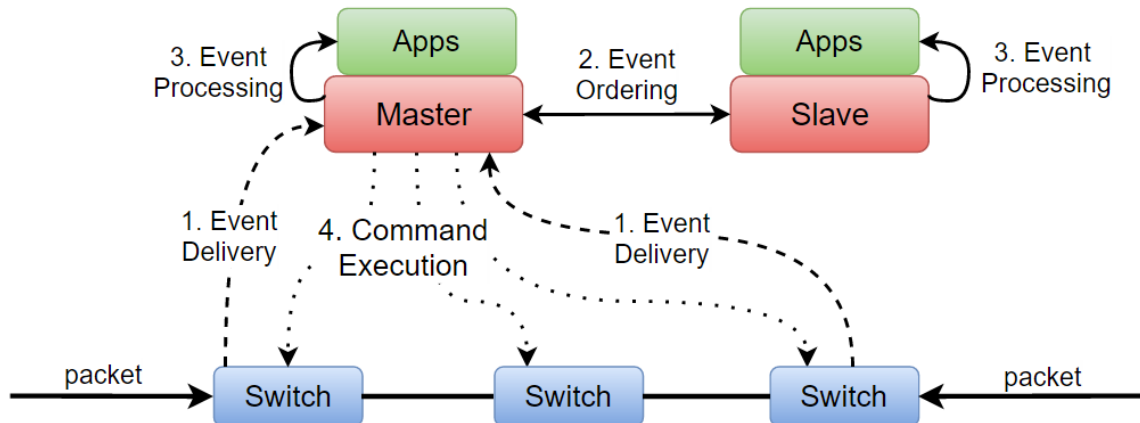 Apps
Apps
3. Event
Processing
2. Event
Ordering
3. Event
Processing
Master
Slave
1. Event
Delivery
4. Command
Execution
1. Event
Delivery
packet
Switch
Switch
Switch
packet